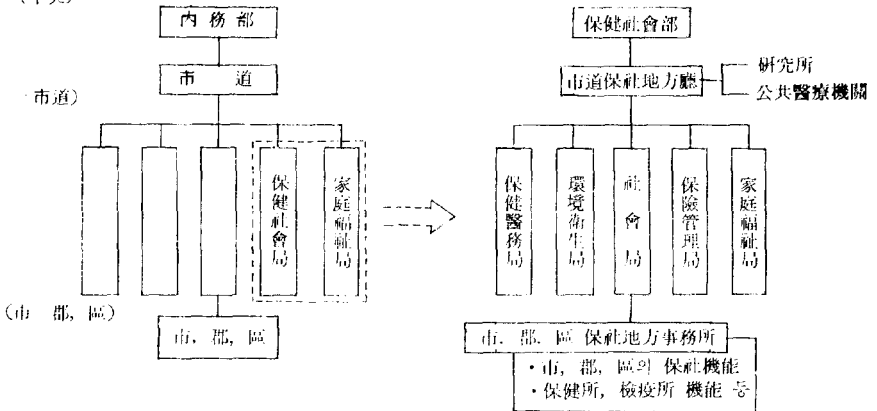 內務部
保健社會部
市 道
市道保社地方廳
研究所
公共醫療機關
市道)
保健社會局
家庭福祉局
保健醫務局
環境衛生局
社會局
保險管理局
家庭福祉局
(市 郡, 區)
市, 郡, 區
市. 郡. 區 保社地方事務所
・市, 郡, 區의 保社機能
・保健所, 檢疫所 機能 등